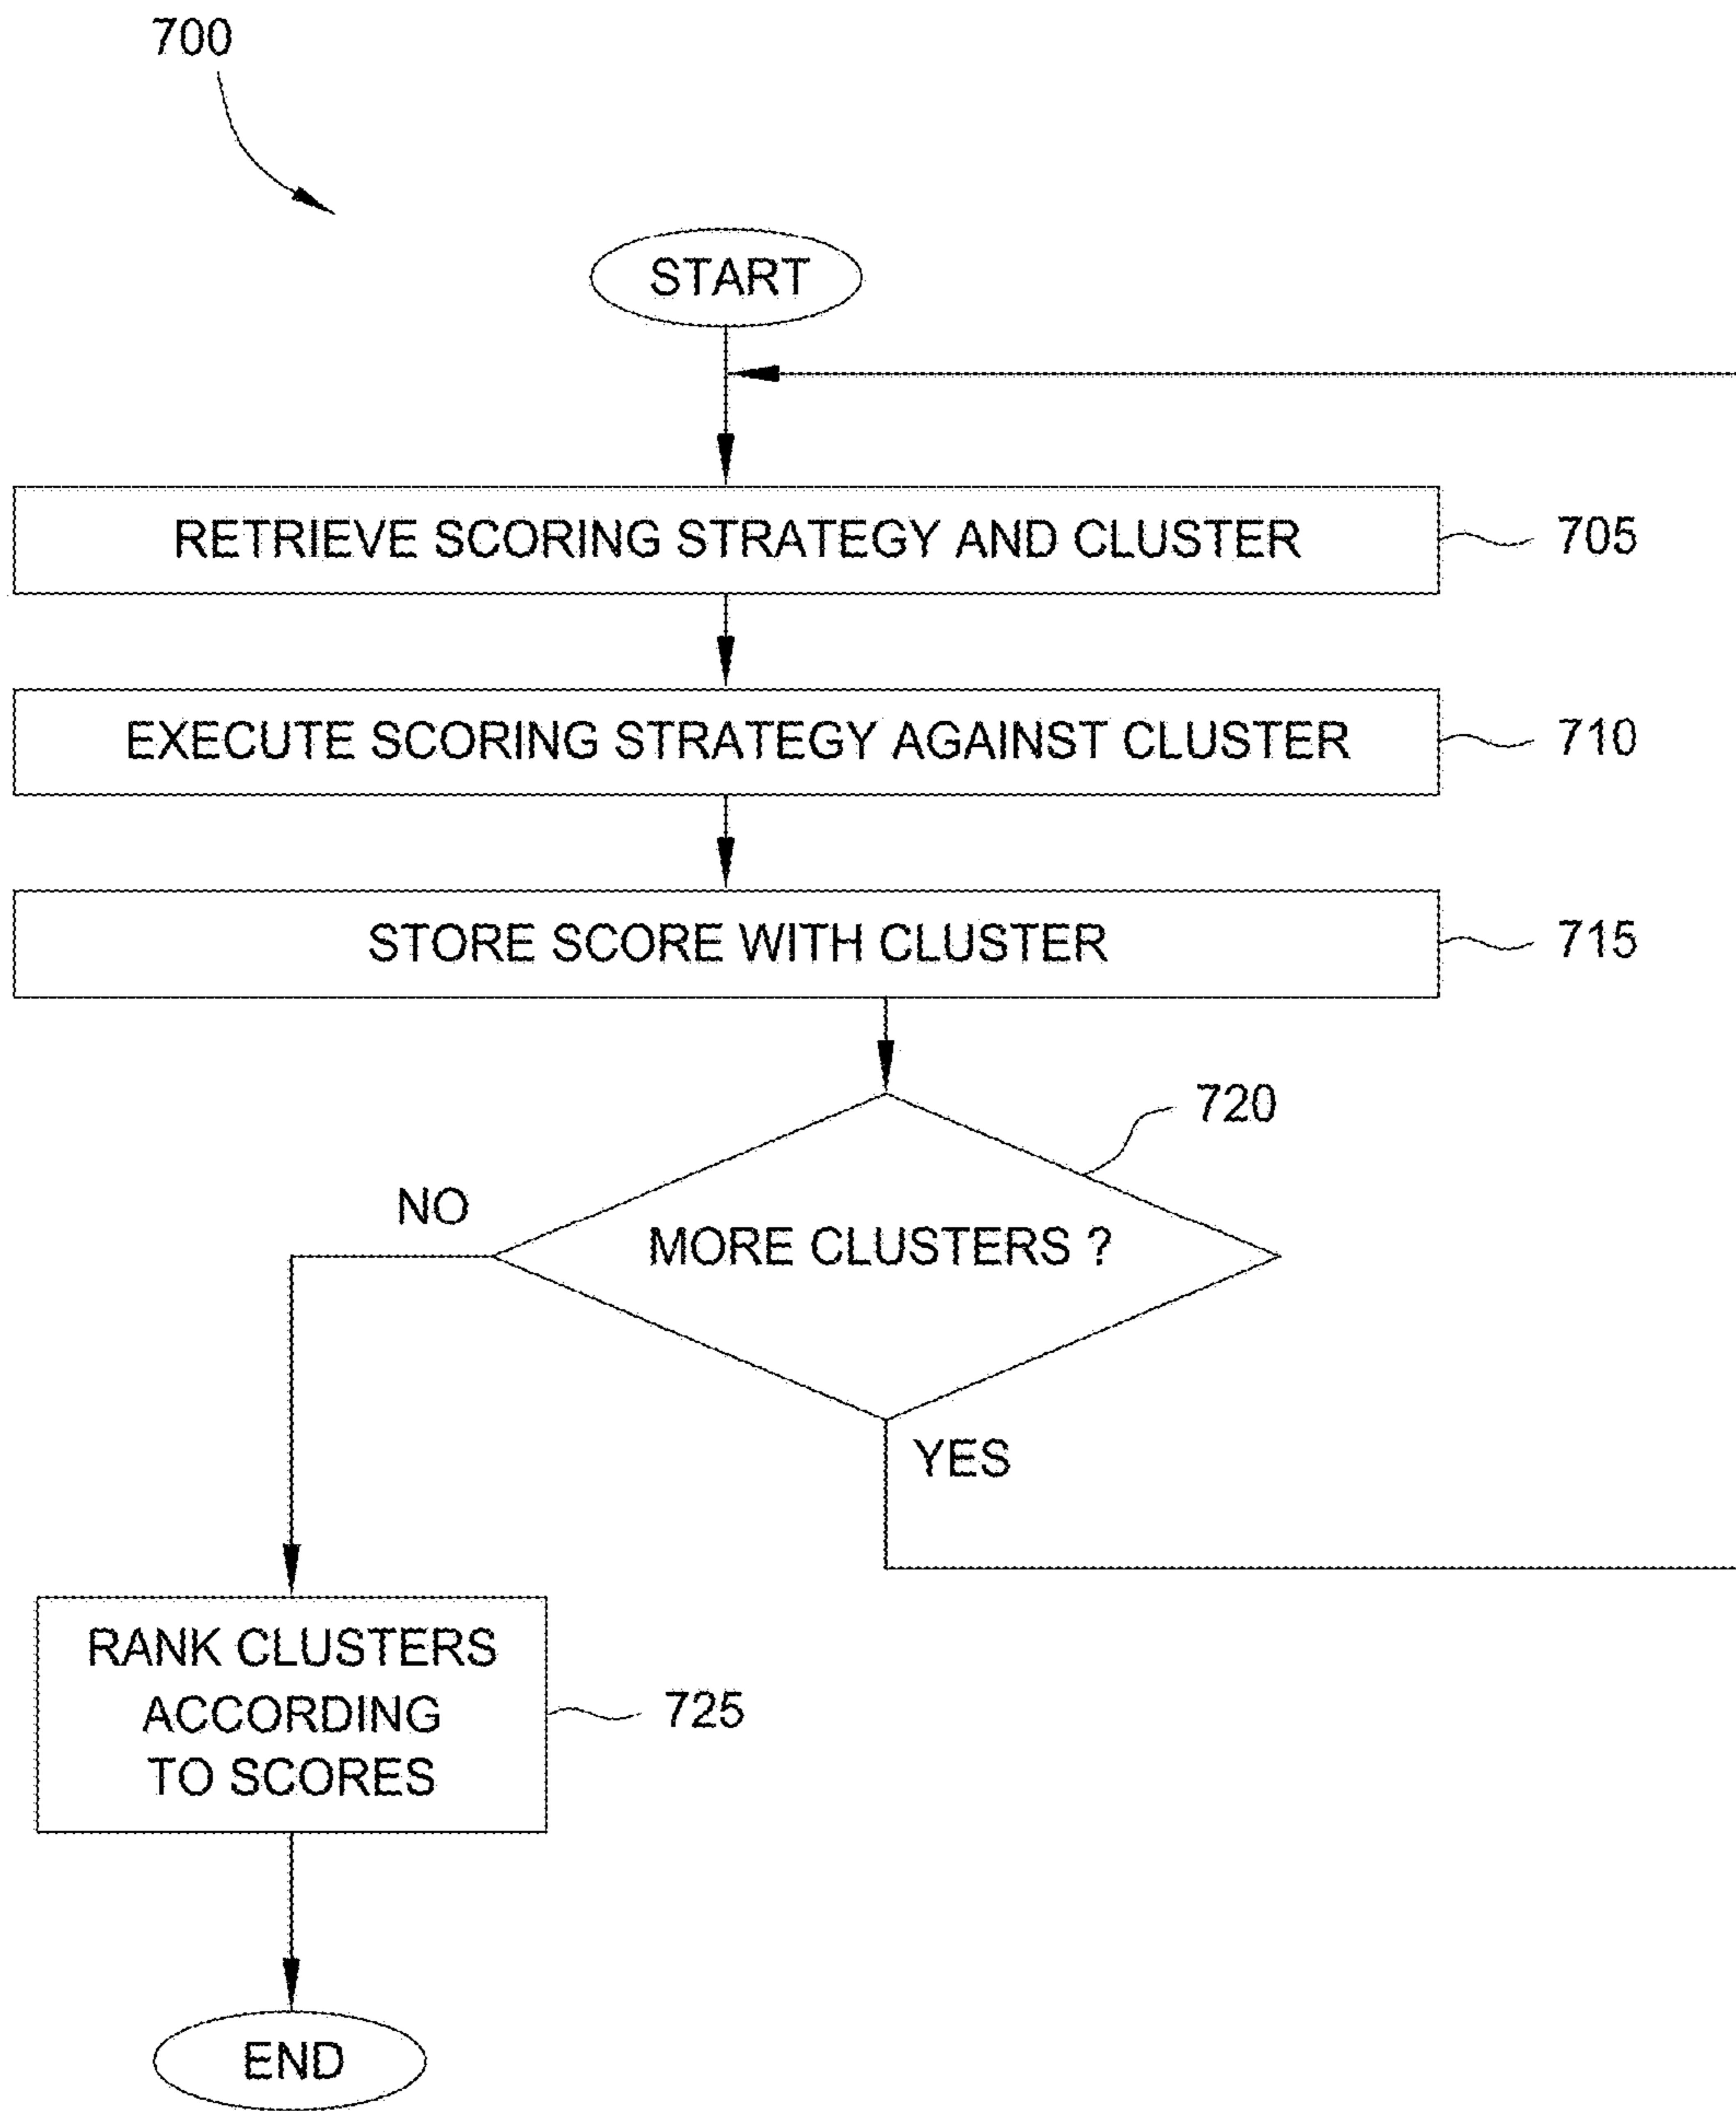 700
START
RETRIEVE SCORING STRATEGY AND CLUSTER
705
EXECUTE SCORING STRATEGY AGAINST CLUSTER
710
STORE SCORE WITH CLUSTER
715
720
NO
MORE CLUSTERS ?
YES
RANK CLUSTERS
ACCORDING
TO SCORES
725
END